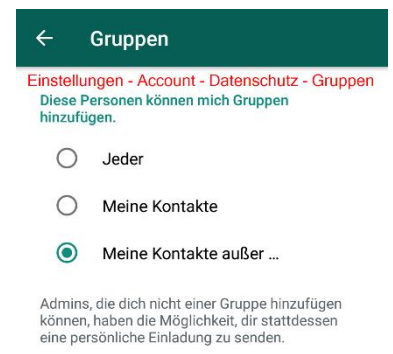 Gruppen
Einstellungen - Account - Datenschutz - Gruppen
Diese Personen können mich Gruppen
hinzufügen.
Jeder
Meine Kontakte
Meine Kontakte außer ...
Admins, die dich nicht einer Gruppe hinzufügen
können, haben die Möglichkeit, dir stattdessen
eine persönliche Einladung zu senden.